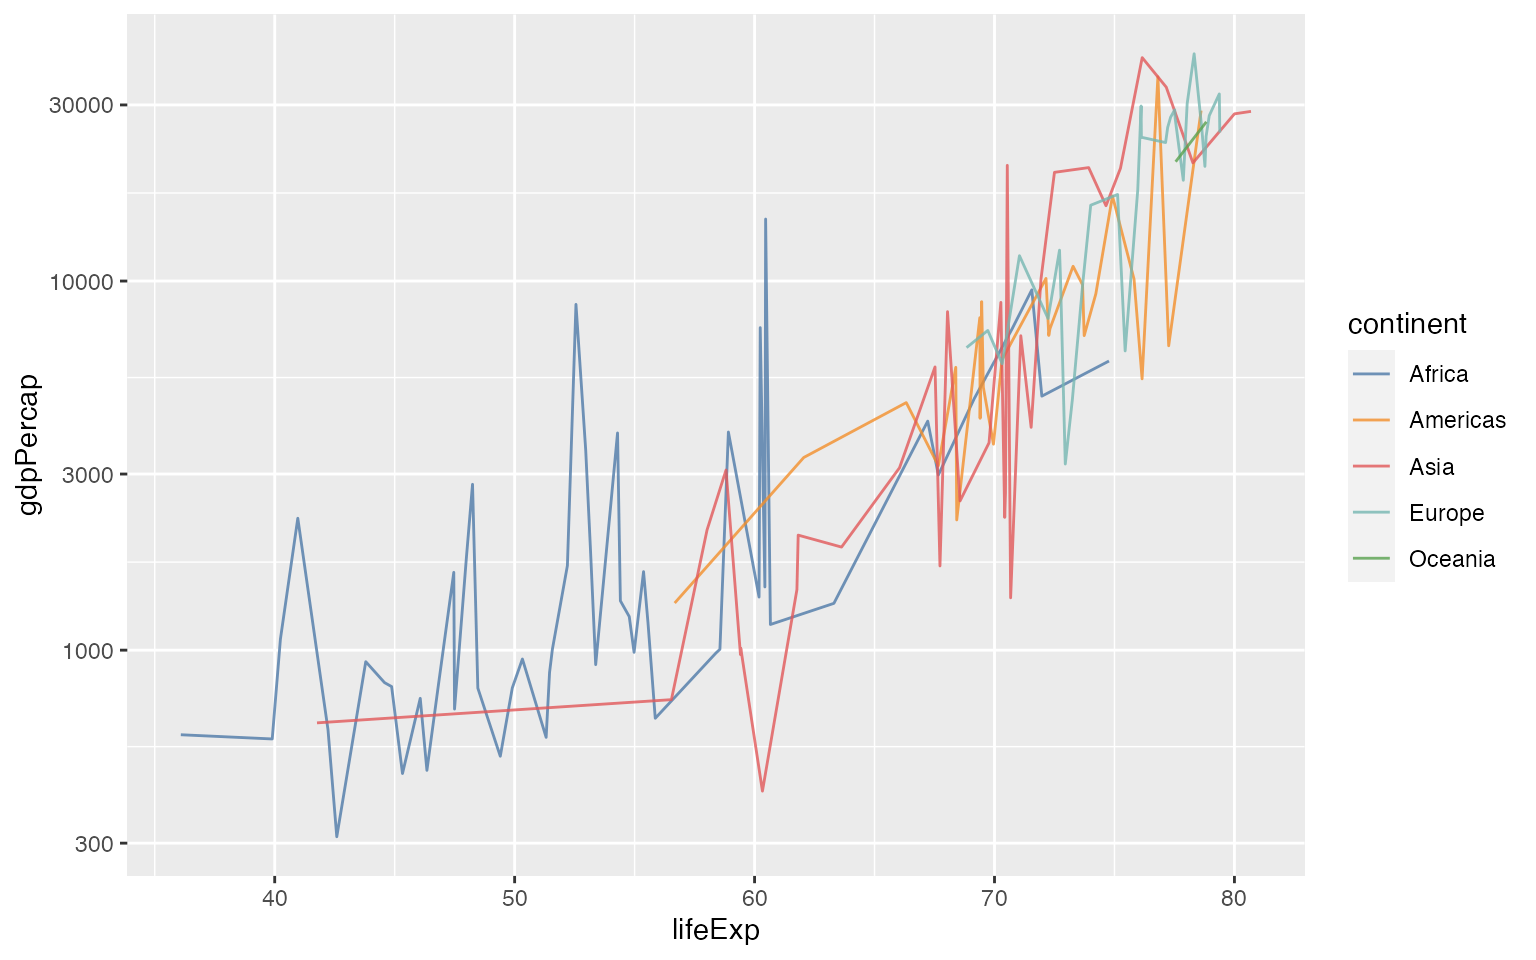 30000
10000
3000
1000
300
gdpPercap
40 50 60 70 80
lifeExp
continent
Africa
Americas
Asia
Europe
Oceania